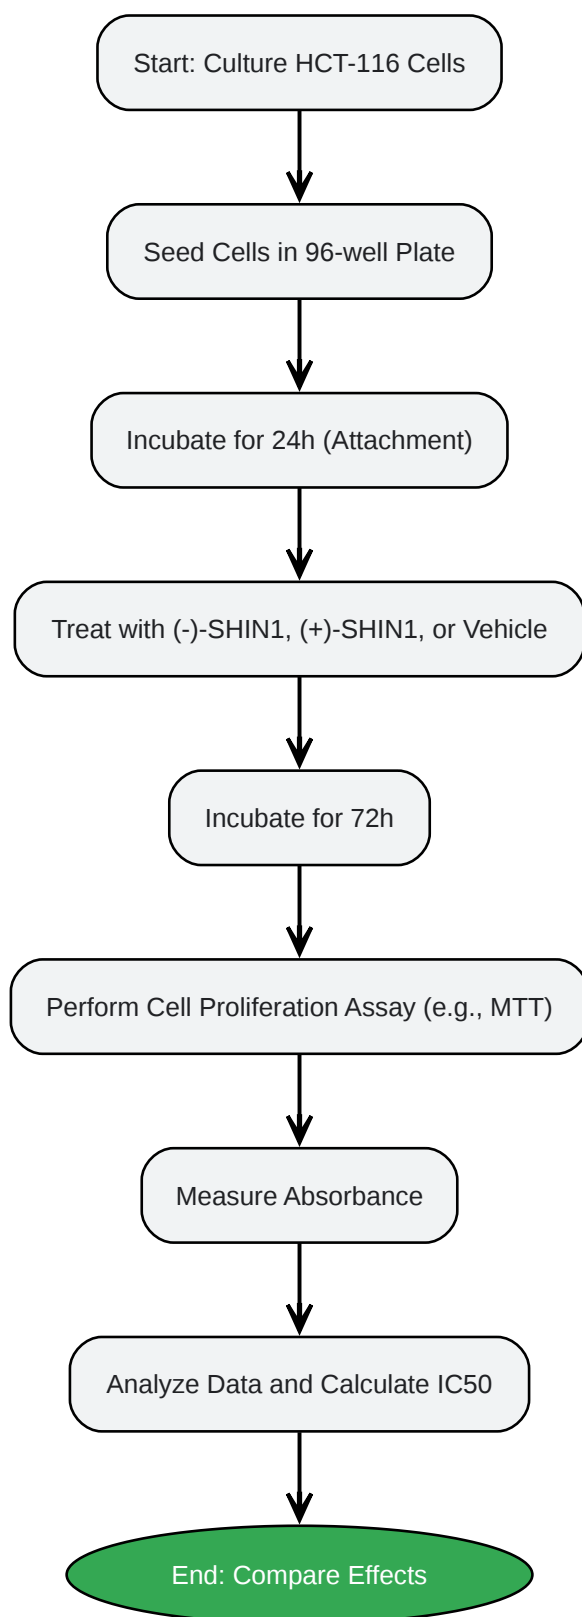 Start: Culture HCT-116 Cells
Seed Cells in 96-well Plate
Incubate for 24h (Attachment)
Treat with (-)-SHIN1, (+)-SHIN1, or Vehicle
Incubate for 72h
Perform Cell Proliferation Assay (e.g., MTT)
Measure Absorbance
Analyze Data and Calculate IC50
End: Compare Effects